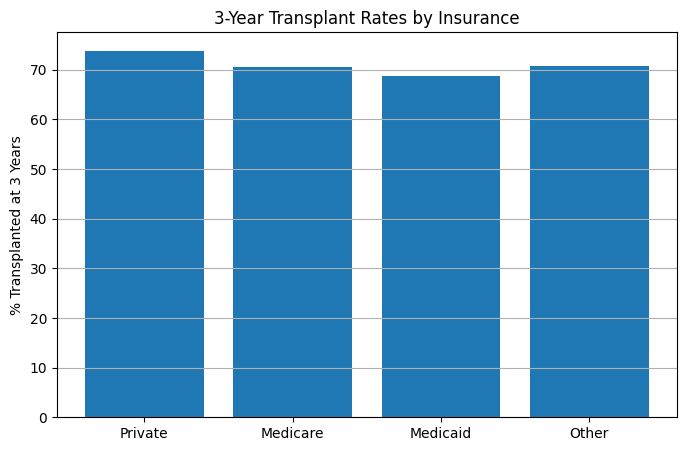 3-Year Transplant Rates by Insurance
% Transplanted at 3 Years
70
60
50
40
30
20
10
0
Private
Medicare
Medicaid
Other